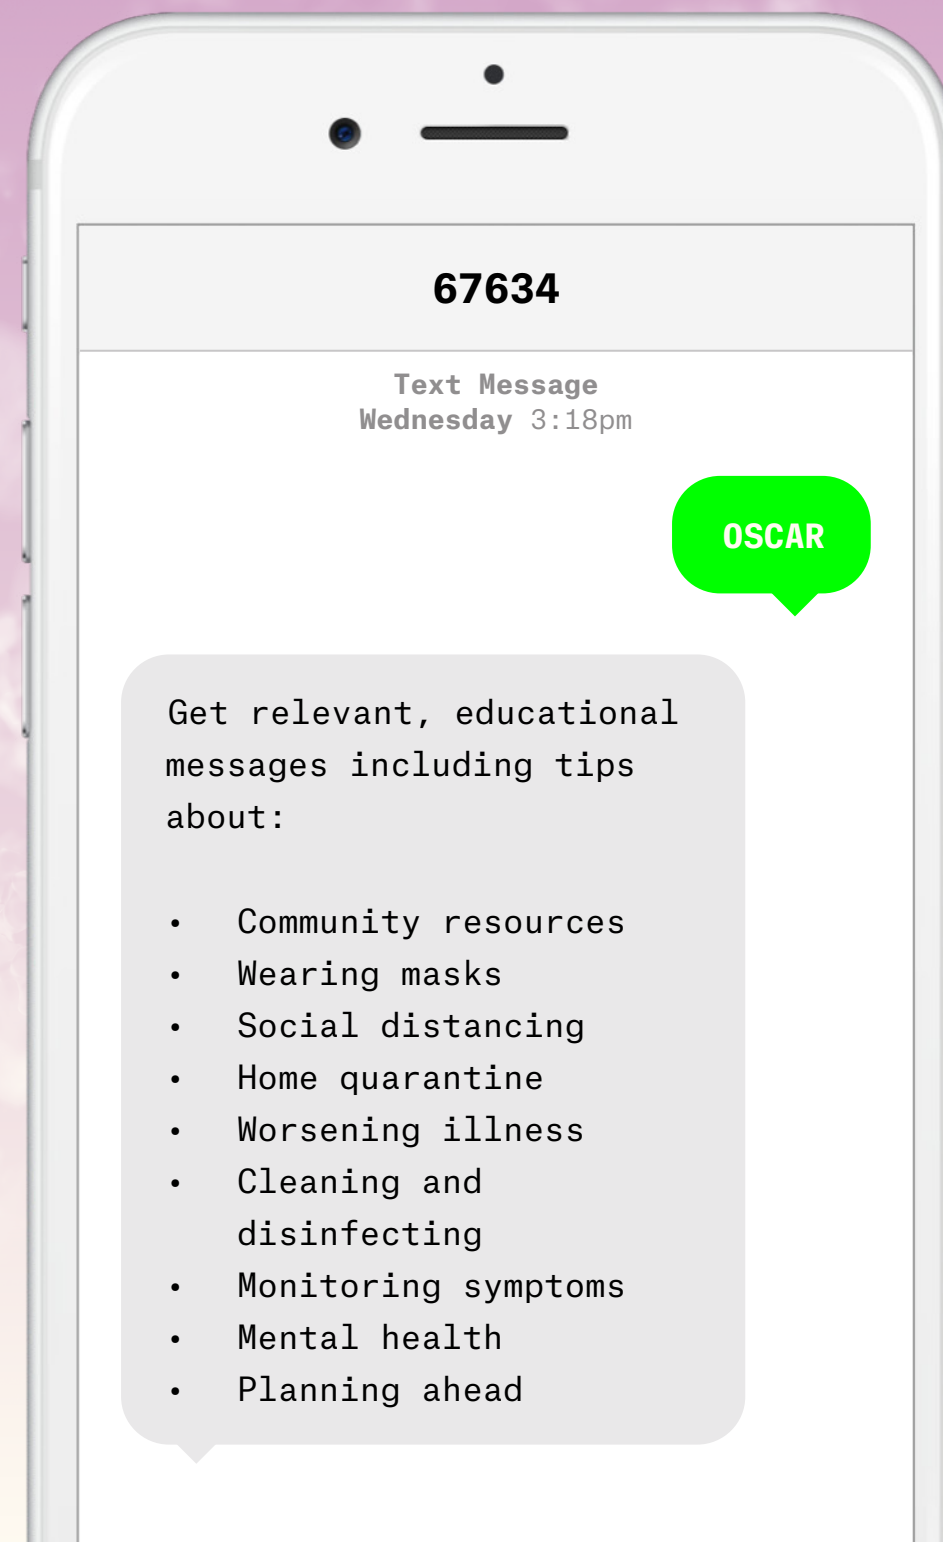 67634
Text Message
Wednesday 3:18pm
OSCAR
Get relevant, educational
messages including tips
about:
• Community resources
• Wearing masks
• Social distancing
• Home quarantine
• Worsening illness
• Cleaning and
disinfecting
• Monitoring symptoms
• Mental health
• Planning ahead